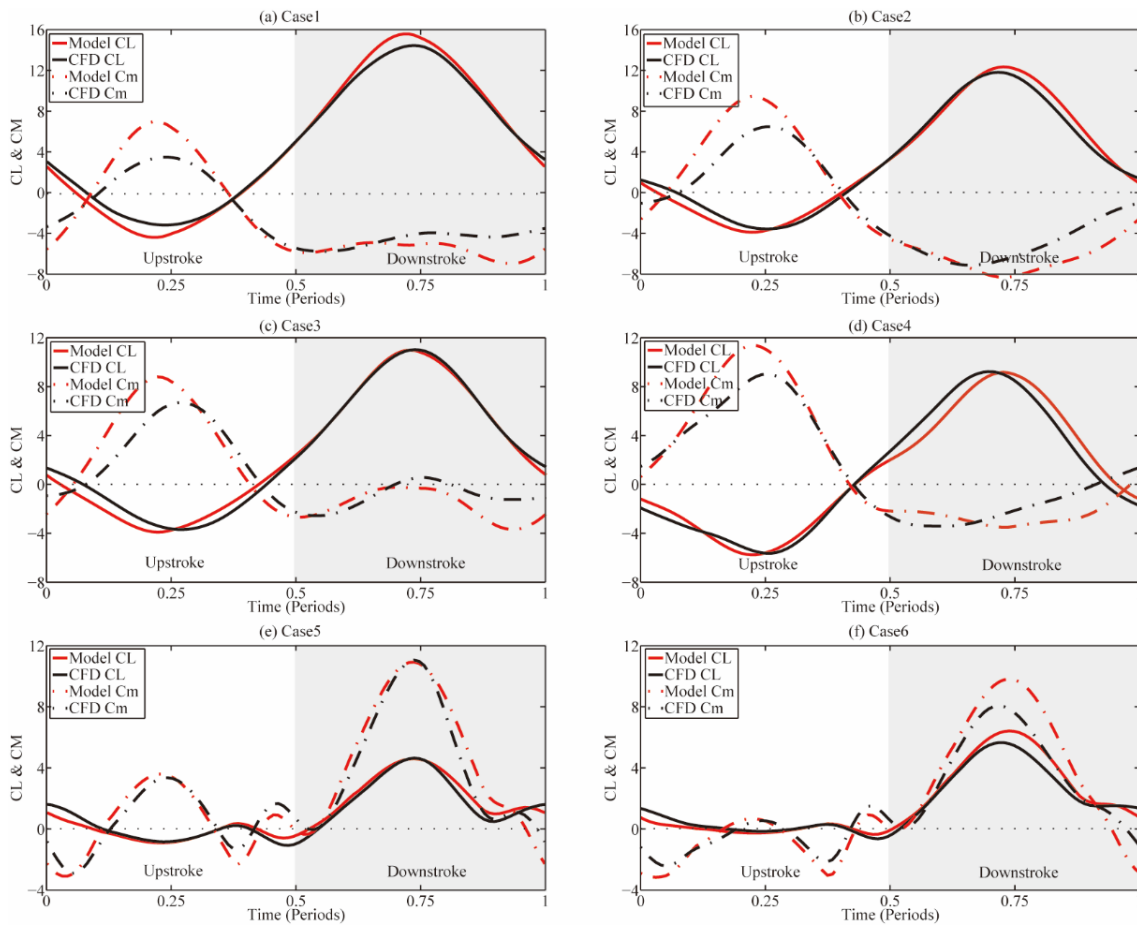 (a) Case1
16
12
8
4
0
−4
−8
CL & CM
Model CL
CFD CL
Model Cm
CFD Cm
Upstroke
Downstroke
0
0.25
0.5
0.75
1
Time (Periods)
(b) Case2
16
12
8
4
0
−4
−8
CL & CM
Model CL
CFD CL
Model Cm
CFD Cm
Upstroke
Downstroke
0
0.25
0.5
0.75
Time (Periods)
(c) Case3
12
8
4
0
−4
−8
CL & CM
Model CL
CFD CL
Model Cm
CFD Cm
Upstroke
Downstroke
0
0.25
0.5
0.75
1
Time (Periods)
(d) Case4
12
8
4
0
−4
−8
CL & CM
Model CL
CFD CL
Model Cm
CFD Cm
Upstroke
Downstroke
0
0.25
0.5
0.75
Time (Periods)
(e) Case5
12
8
4
0
−4
CL & CM
Model CL
CFD CL
Model Cm
CFD Cm
Upstroke
Downstroke
0
0.25
0.5
0.75
1
Time (Periods)
(f) Case6
12
8
4
0
−4
CL & CM
Model CL
CFD CL
Model Cm
CFD Cm
Upstroke
Downstroke
0
0.25
0.5
0.75
Time (Periods)